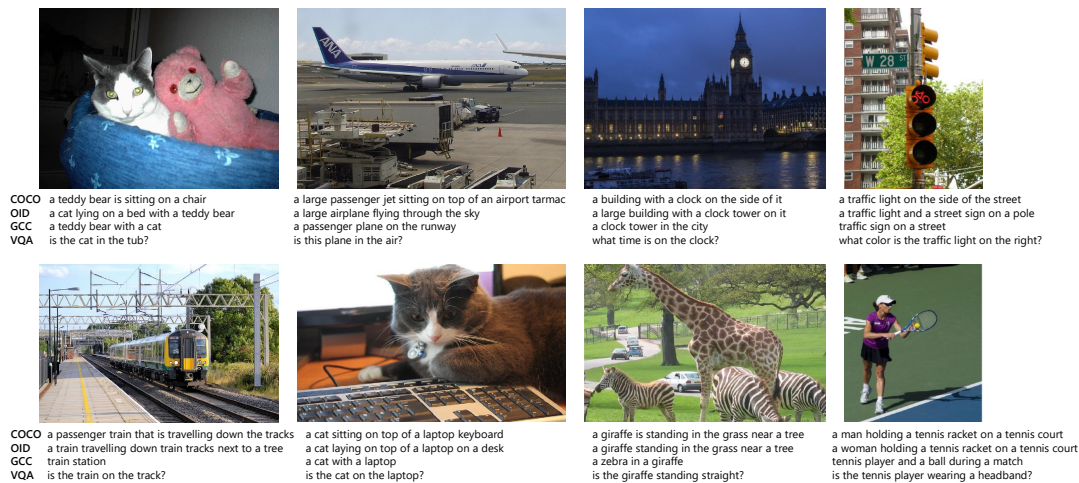 ANA
ANA
W 28 ST
COCO a teddy bear is sitting on a chair
OID a cat lying on a bed with a teddy bear
GCC a teddy bear with a cat
VQA is the cat in the tub?
a large passenger jet sitting on top of an airport tarmac
a large airplane flying through the sky
a passenger plane on the runway
is this plane in the air?
a building with a clock on the side of it
a large building with a clock tower on it
a clock tower in the city
what time is on the clock?
a traffic light on the side of the street
a traffic light and a street sign on a pole
traffic sign on a street
what color is the traffic light on the right?
COCO a passenger train that is travelling down the tracks
OID a train travelling down train tracks next to a tree
GCC train station
VQA is the train on the track?
a cat sitting on top of a laptop keyboard
a cat laying on top of a laptop on a desk
a cat with a laptop
is the cat on the laptop?
a giraffe is standing in the grass near a tree
a giraffe standing in the grass near a tree
a zebra in a giraffe
is the giraffe standing straight?
a man holding a tennis racket on a tennis court
a woman holding a tennis racket on a tennis court
tennis player and a ball during a match
is the tennis player wearing a headband?